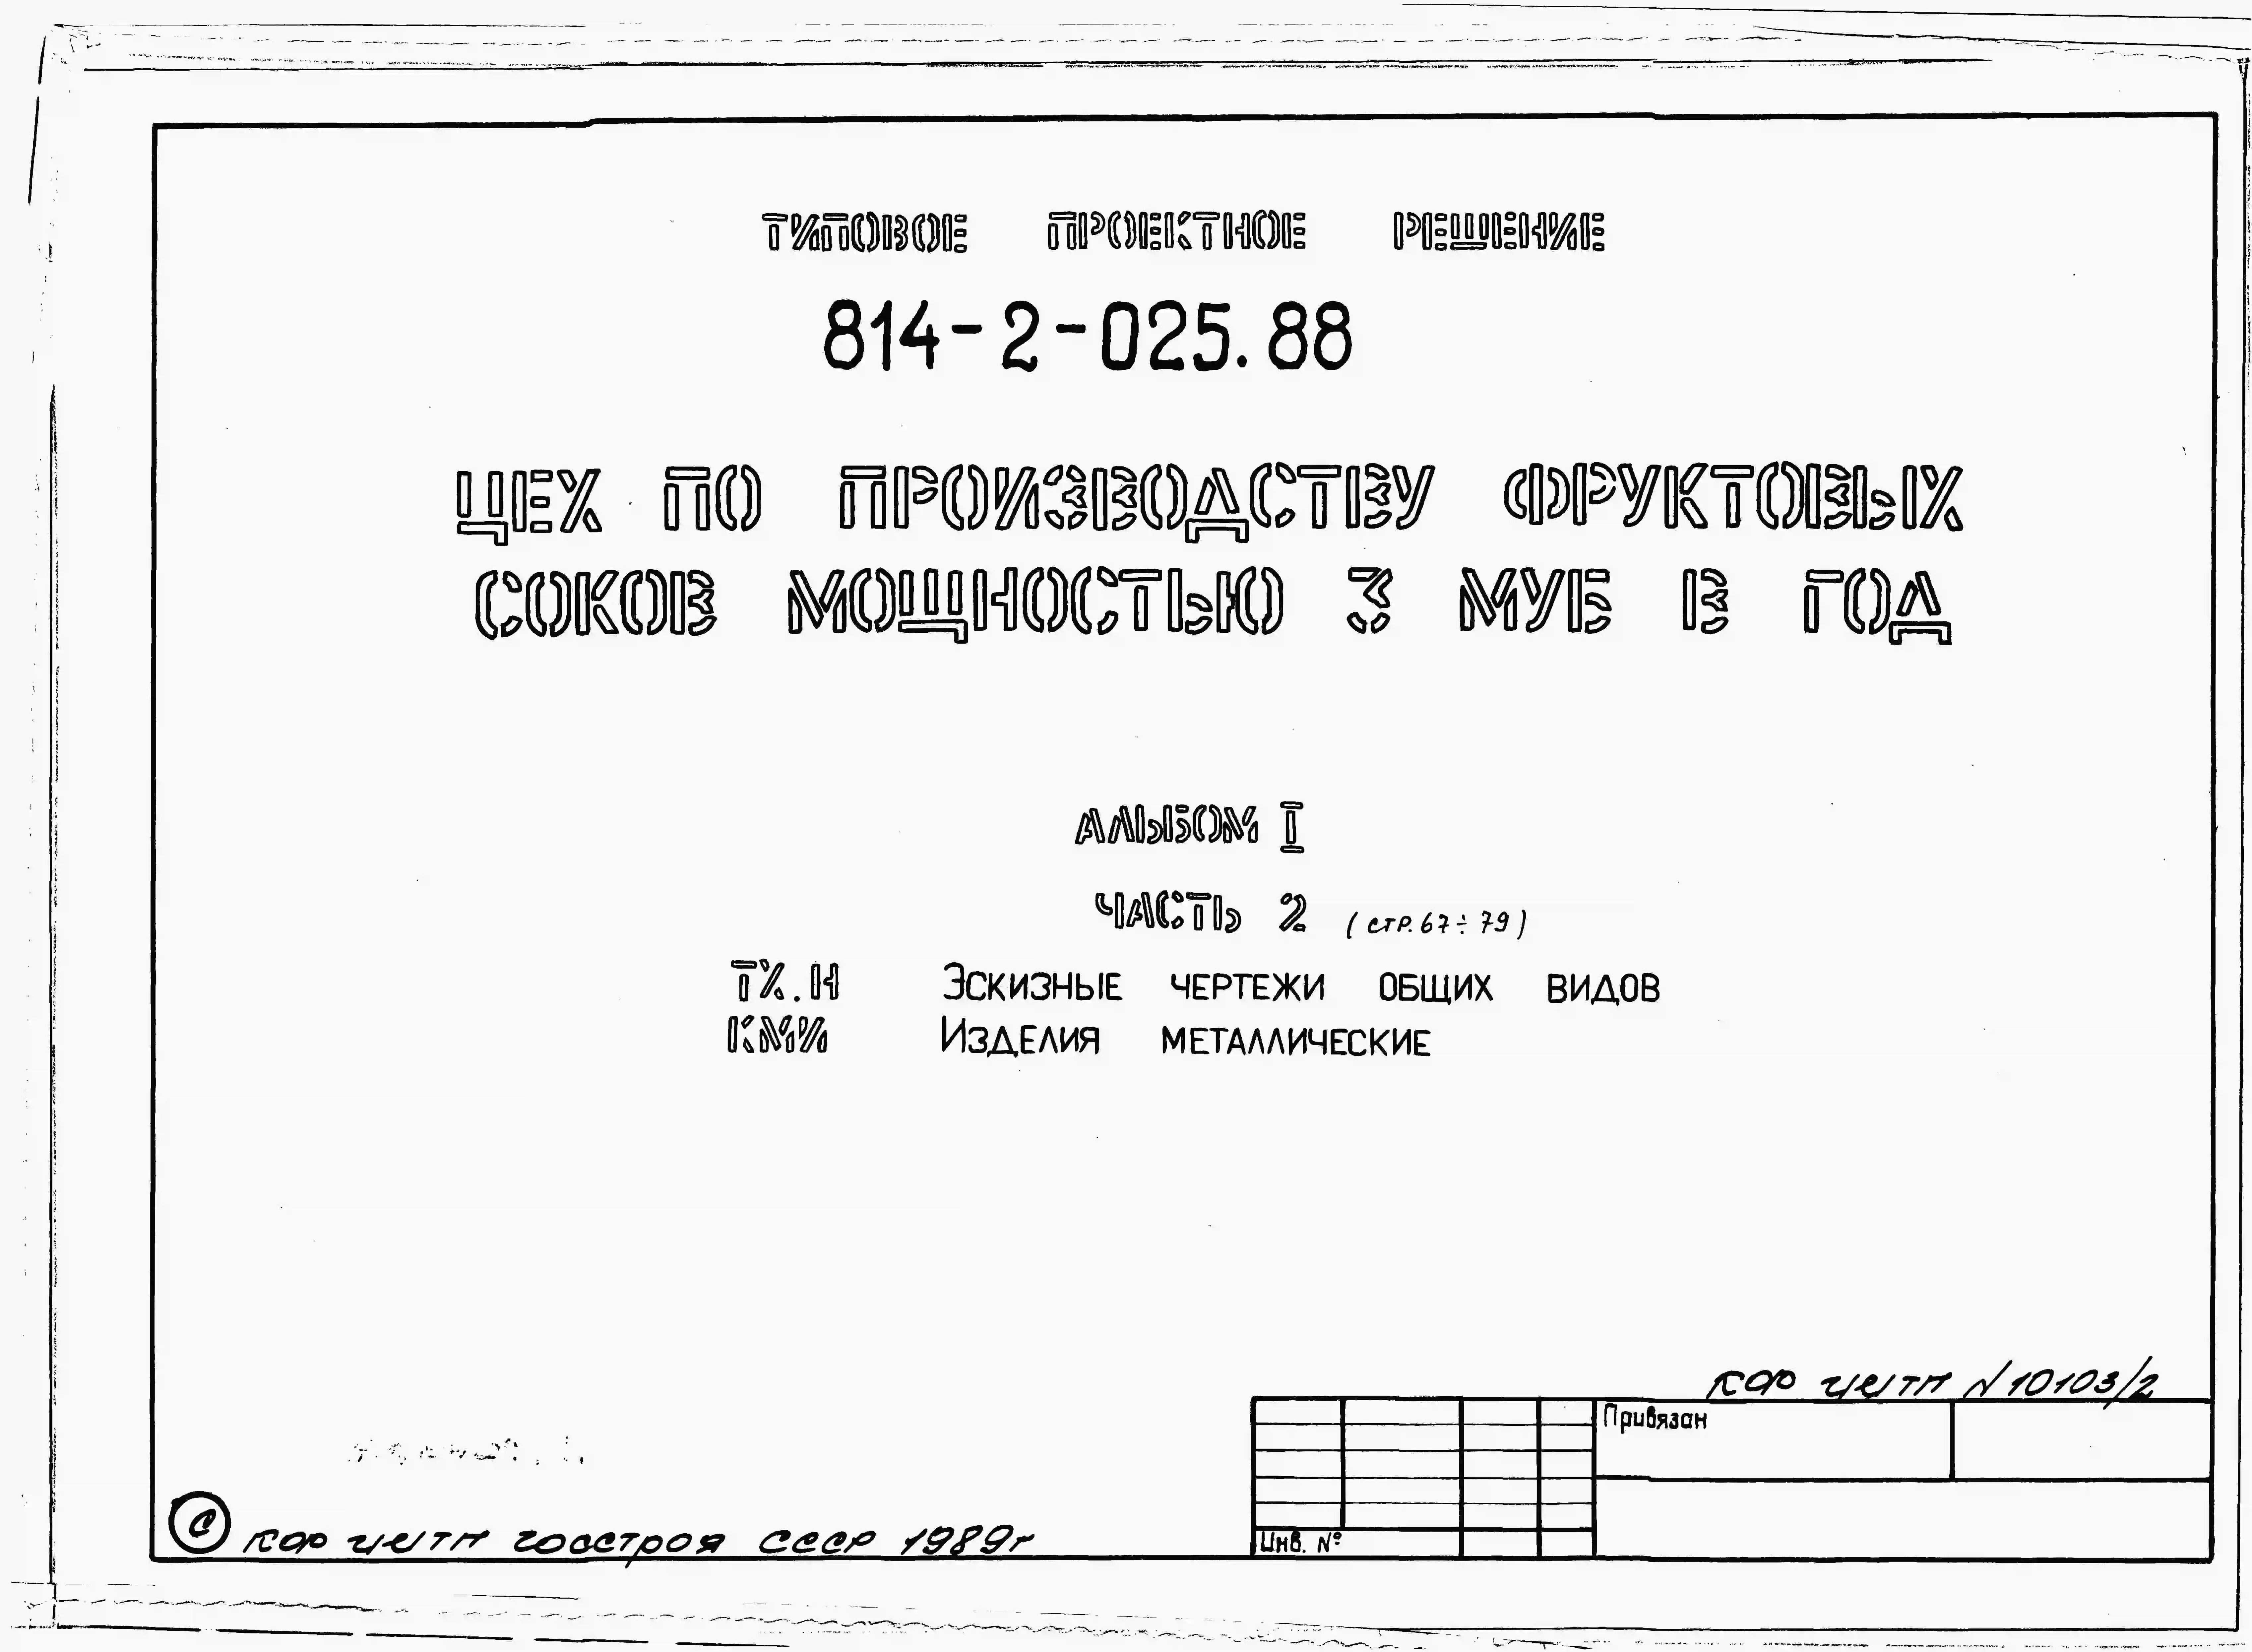 ТИПОВОЕ ПРОЕКТНОЕ РЕШЕНИЕ
814-2-025.88
ЦЕХ ПО ПРОИЗВОДСТВУ ФРУКТОВЫХ
СОКОВ МОЩНОСТЬЮ 3 МУБ В ГОД
АЛЬБОМ I
ЧАСТЬ 2 (стр. 67÷79)
ТХ.Н Эскизные чертежи общих видов
КМИ Изделия металлические
КФ ЦИТП N 10103/2
Привязан
Инв. №
© КФ ЦИТП Госстроя СССР 1989г